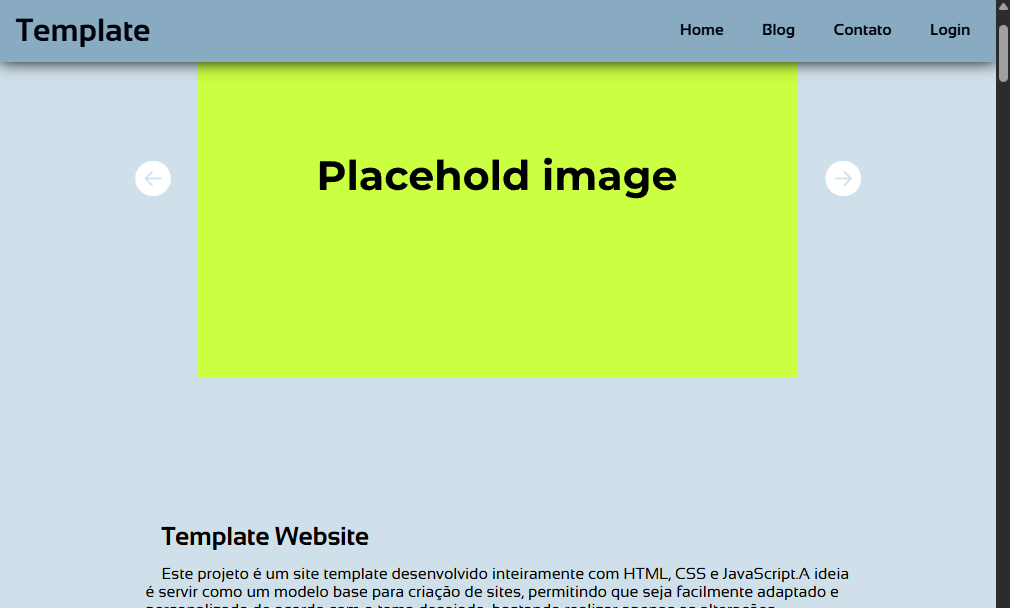 Template
Home Blog Contato Login
Placehold image
Template Website
Este projeto é um site template desenvolvido inteiramente com HTML, CSS e JavaScript.A ideia
é servir como um modelo base para criação de sites, permitindo que seja facilmente adaptado e